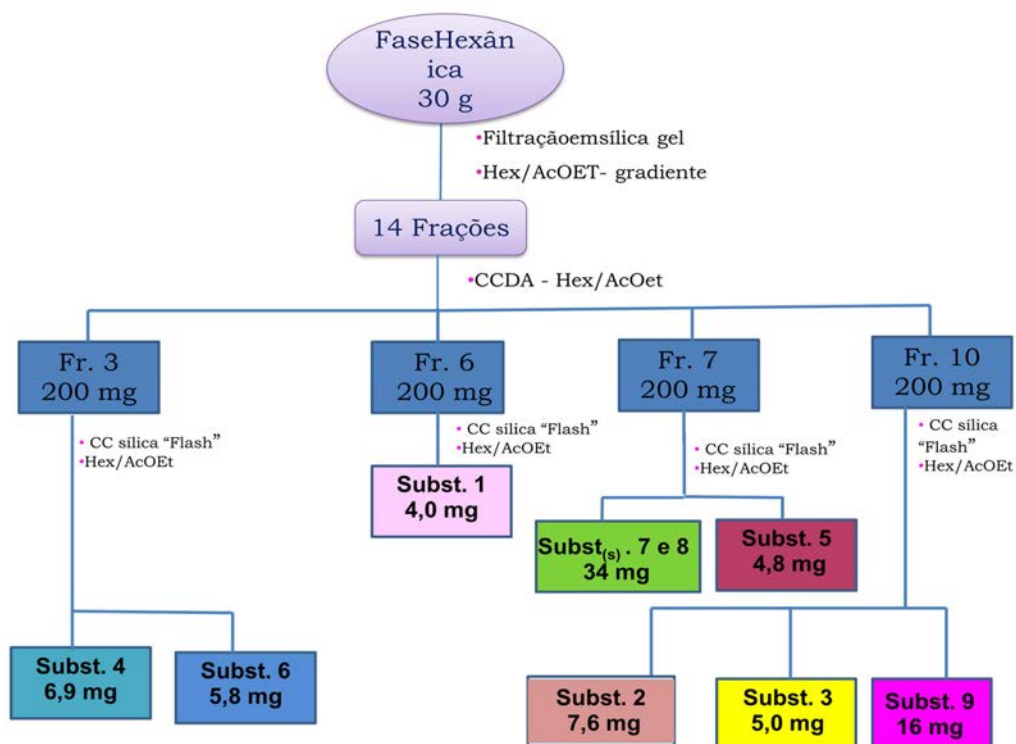 FaseHexân
ica
30 g
•Filtraçãoemsílica gel
•Hex/AcOET- gradiente
14 Frações
•CCDA - Hex/AcOet
Fr. 3
200 mg
Fr. 6
200 mg
Fr. 7
200 mg
Fr. 10
200 mg
• CC sílica “Flash”
•Hex/AcOEt
• CC sílica “Flash”
•Hex/AcOEt
• CC sílica “Flash”
•Hex/AcOEt
• CC sílica
“Flash”
•Hex/AcOEt
Subst. 1
4,0 mg
Subst(s) . 7 e 8
34 mg
Subst. 5
4,8 mg
Subst. 4
6,9 mg
Subst. 6
5,8 mg
Subst. 2
7,6 mg
Subst. 3
5,0 mg
Subst. 9
16 mg